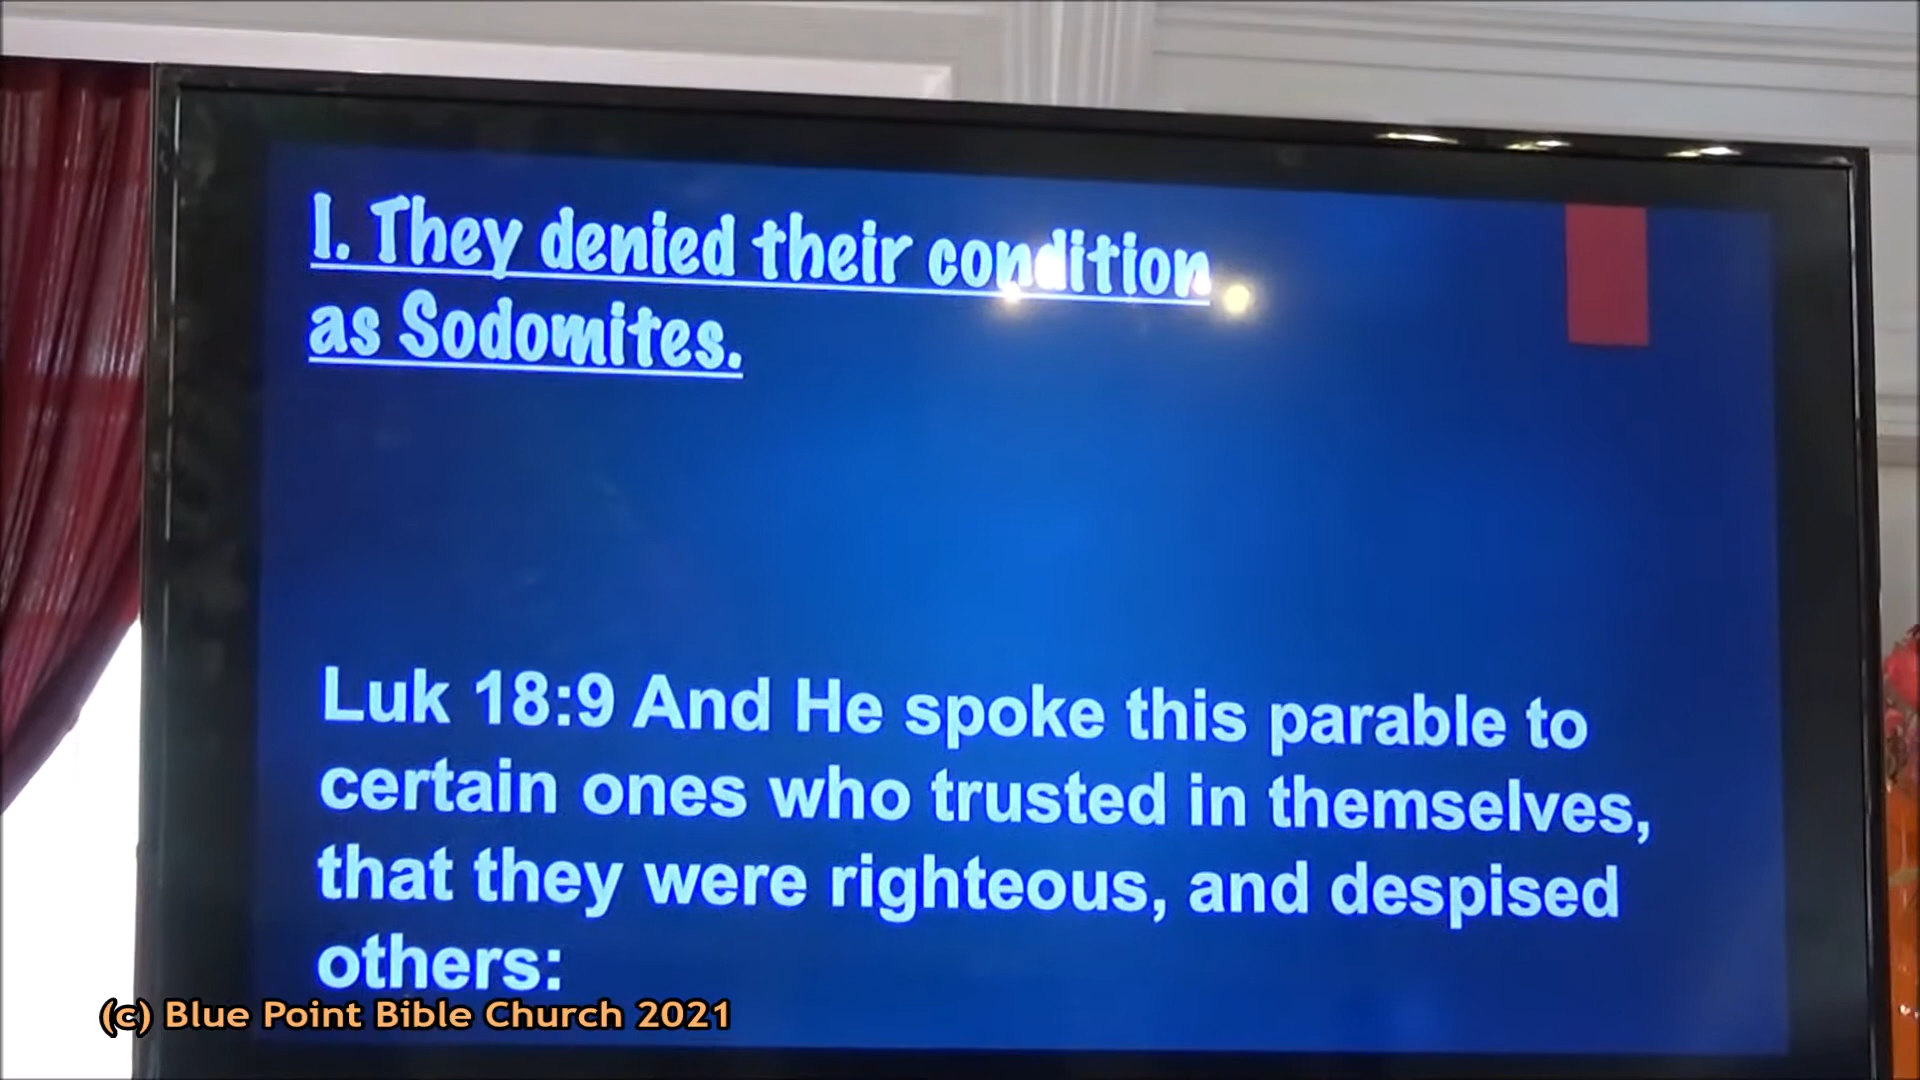 I. They denied their condition
as Sodomites.
Luk 18:9 And He spoke this parable to
certain ones who trusted in themselves,
that they were righteous, and despised
others:
(c) Blue Point Bible Church 2021